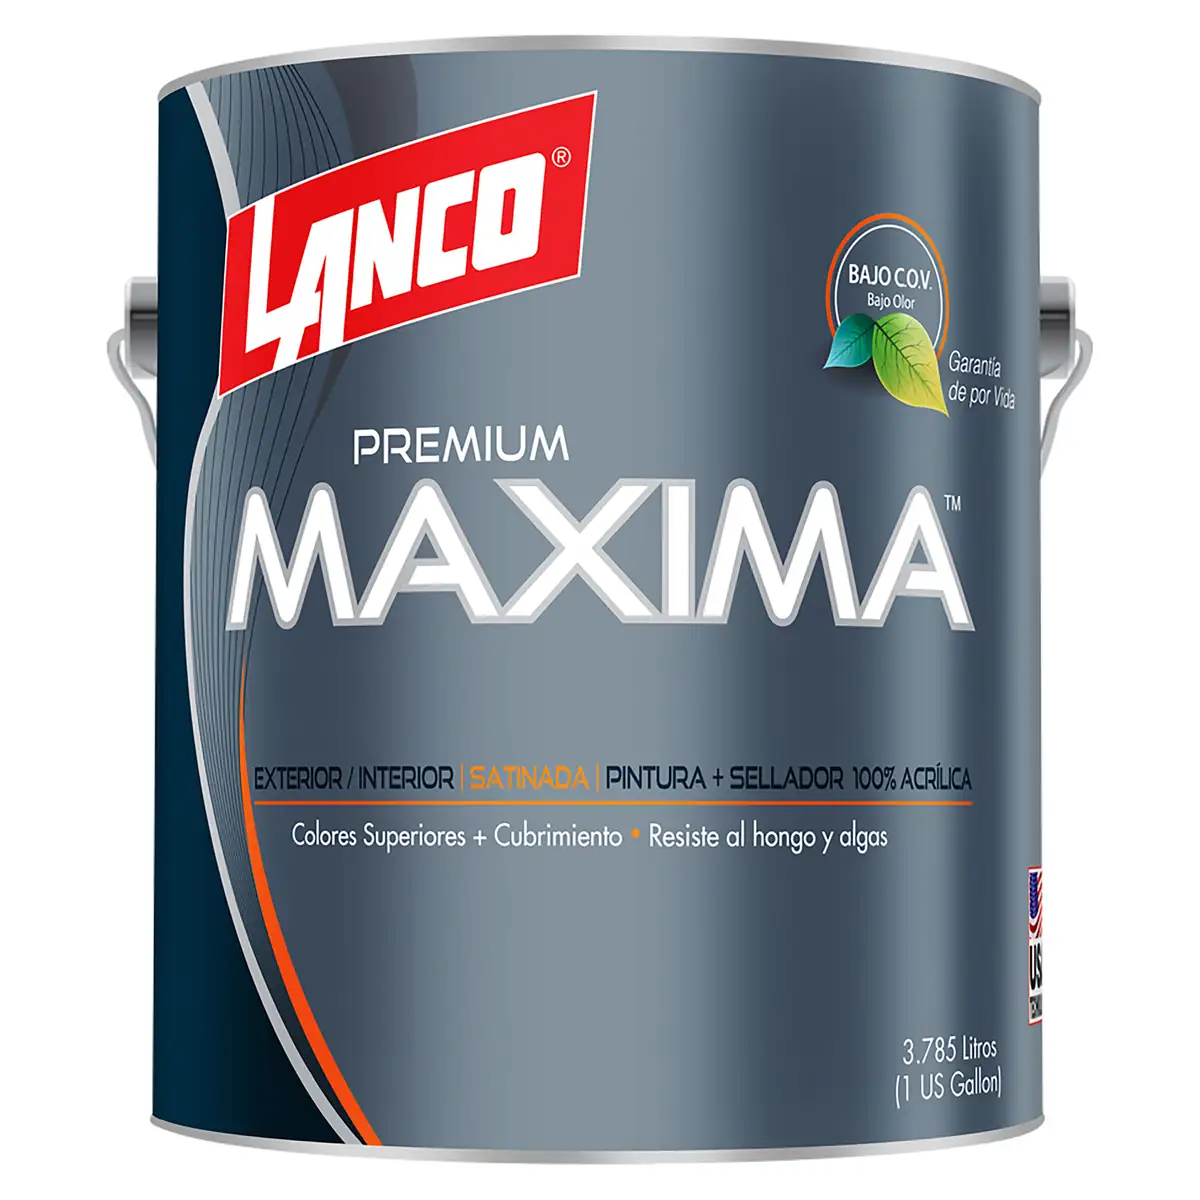 LANCO®
BAJO C.O.V.
Bajo Olor
Garantía
de por Vida
PREMIUM
MAXIMA™
EXTERIOR / INTERIOR | SATINADA | PINTURA + SELLADOR 100% ACRÍLICA
Colores Superiores + Cubrimiento • Resiste al hongo y algas
3.785 Litros
(1 US Gallon)